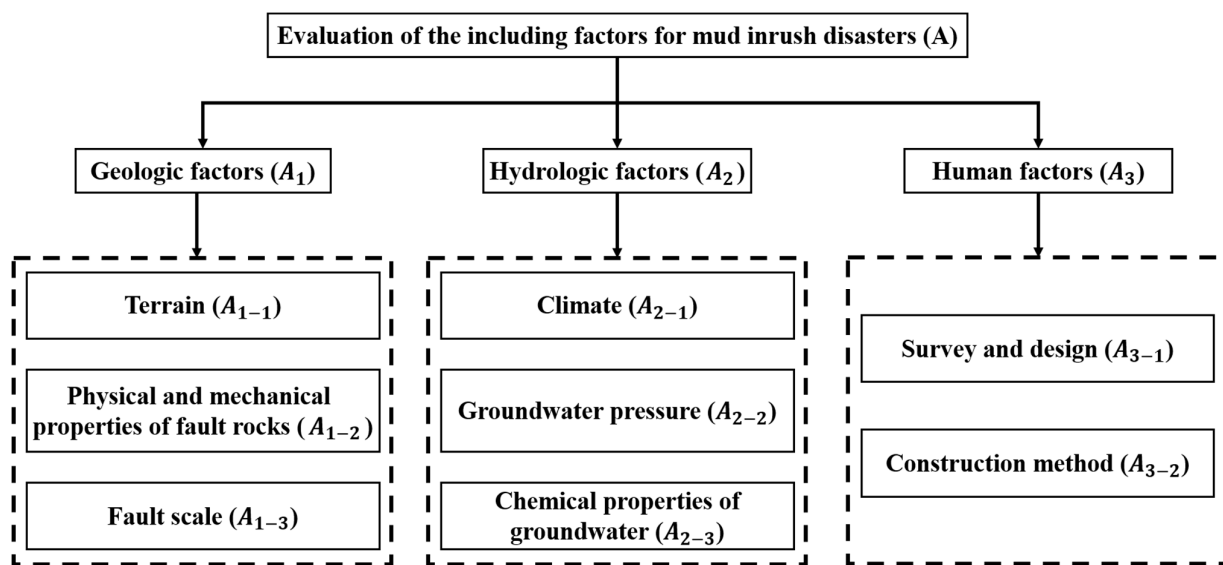 Evaluation of the including factors for mud inrush disasters (A)
Geologic factors (A₁)
Hydrologic factors (A₂)
Human factors (A₃)
Terrain (A₁₋₁)
Physical and mechanical
properties of fault rocks (A₁₋₂)
Fault scale (A₁₋₃)
Climate (A₂₋₁)
Groundwater pressure (A₂₋₂)
Chemical properties of
groundwater (A₂₋₃)
Survey and design (A₃₋₁)
Construction method (A₃₋₂)